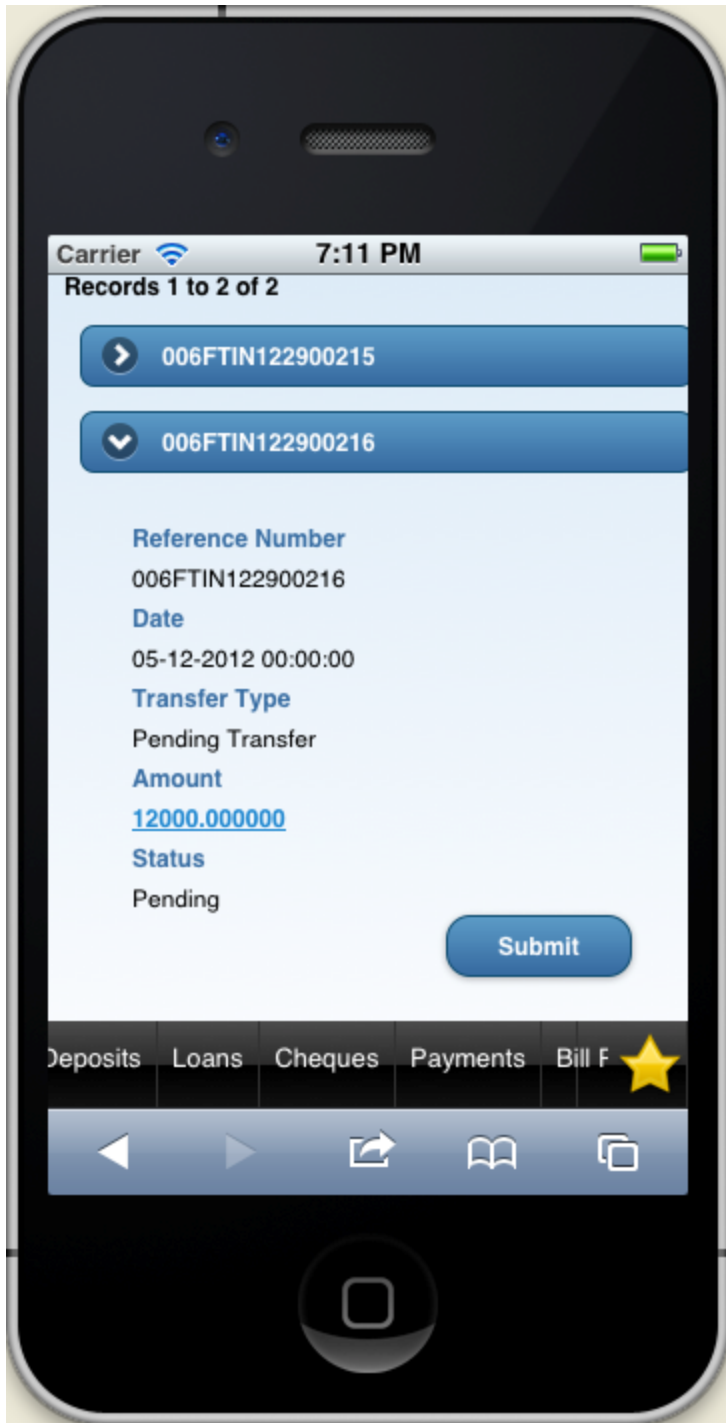 Carrier 7:11 PM
Records 1 to 2 of 2
006FTIN122900215
006FTIN122900216
Reference Number
006FTIN122900216
Date
05-12-2012 00:00:00
Transfer Type
Pending Transfer
Amount
12000.000000
Status
Pending
Submit
Deposits Loans Cheques Payments Bill